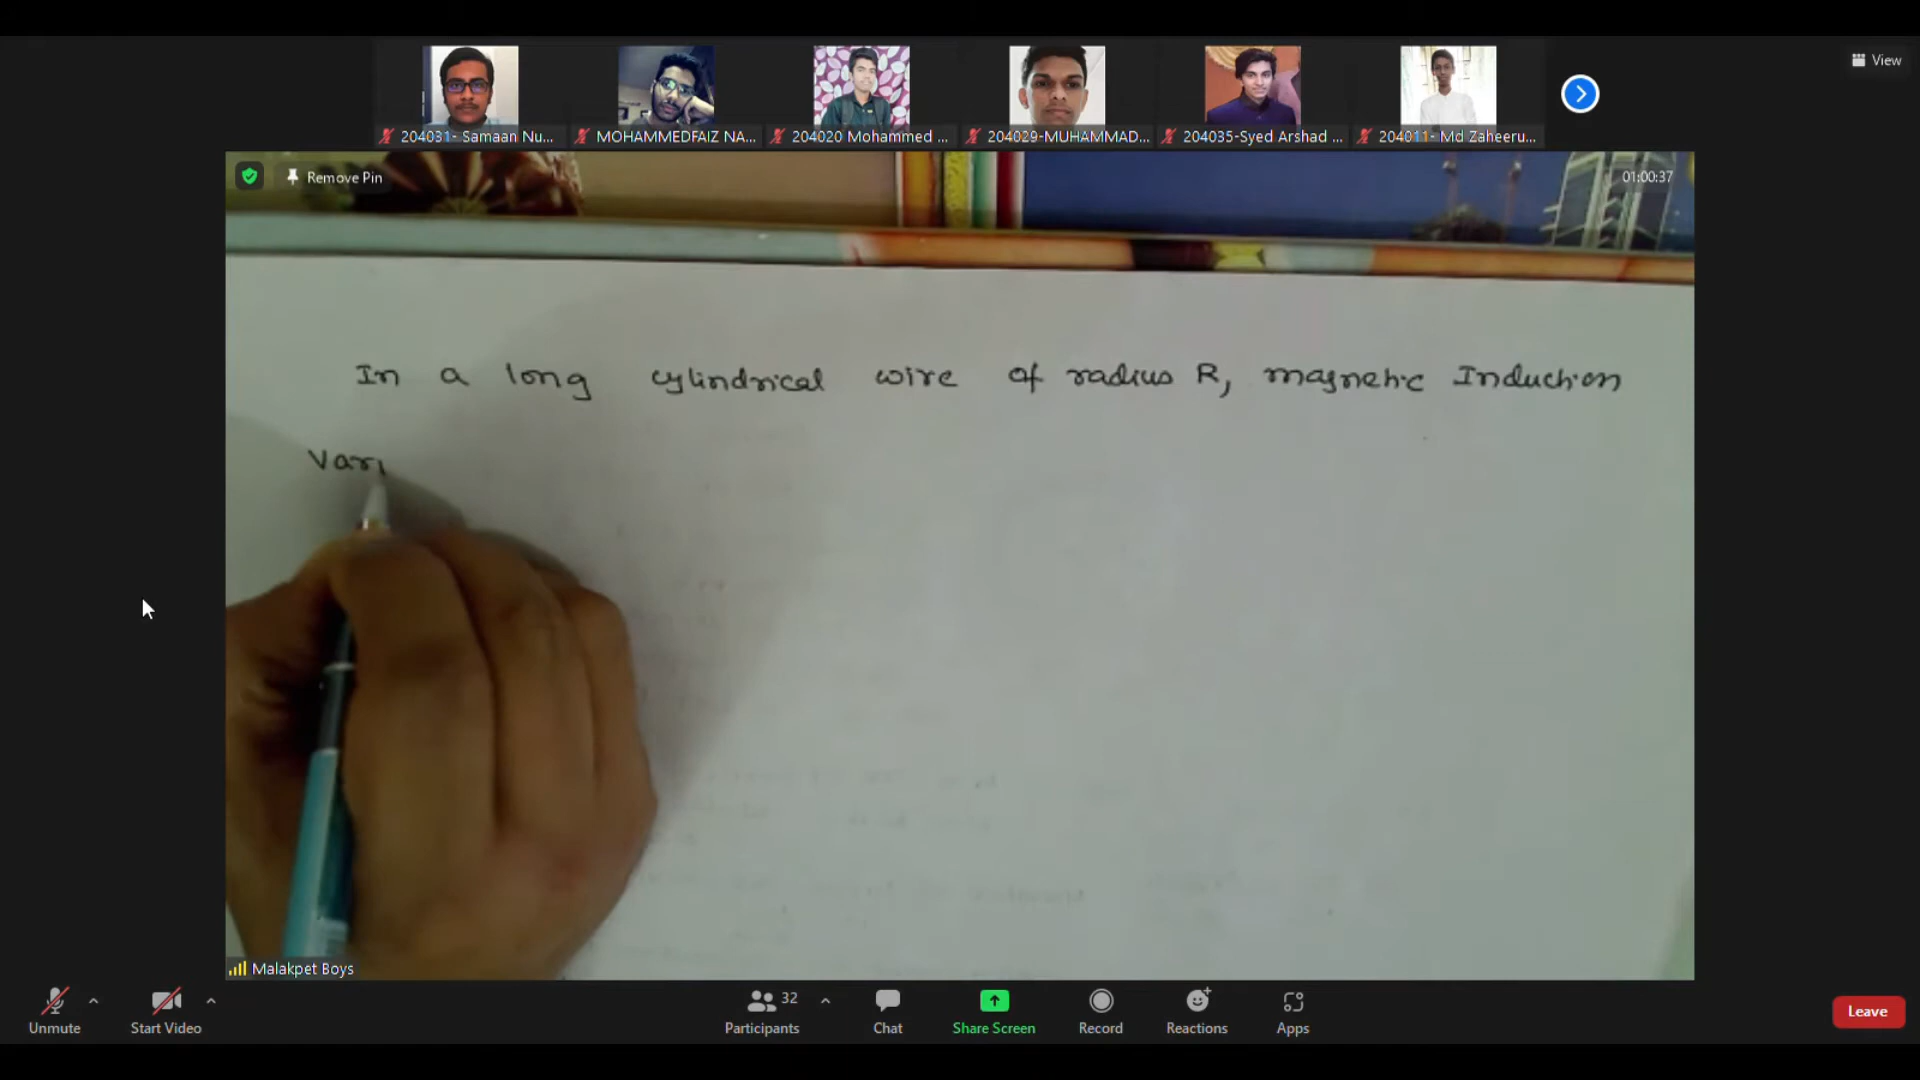 View
204031- Samaan Nu...
MOHAMMEDFAIZ NA...
204020 Mohammed ...
204029-MUHAMMAD...
204035-Syed Arshad ...
204011- Md Zaheeru...
Remove Pin
01:00:37
In a long cylindrical wire of radius R, magnetic Induction
Vari
Malakpet Boys
Unmute
Start Video
32
Participants
Chat
Share Screen
Record
Reactions
Apps
Leave